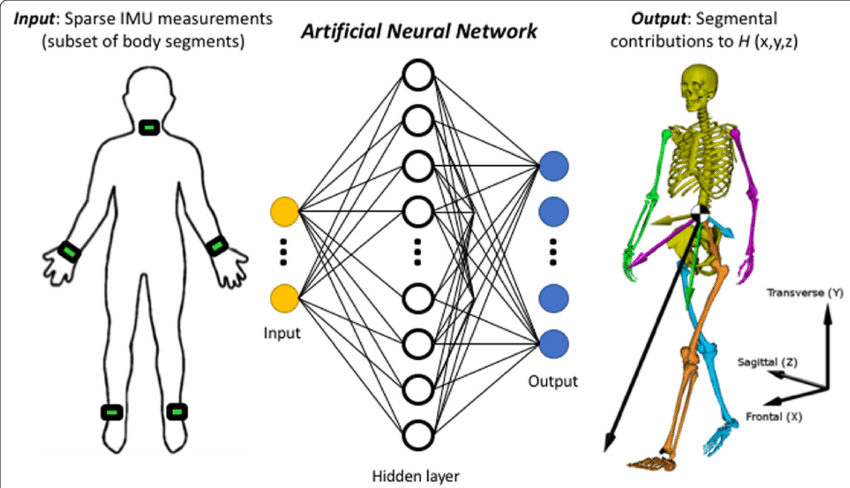 Input: Sparse IMU measurements
(subset of body segments)
Artificial Neural Network
Output: Segmental
contributions to H (x,y,z)
Input
Output
Hidden layer
Transverse (Y)
Sagittal (Z)
Frontal (X)